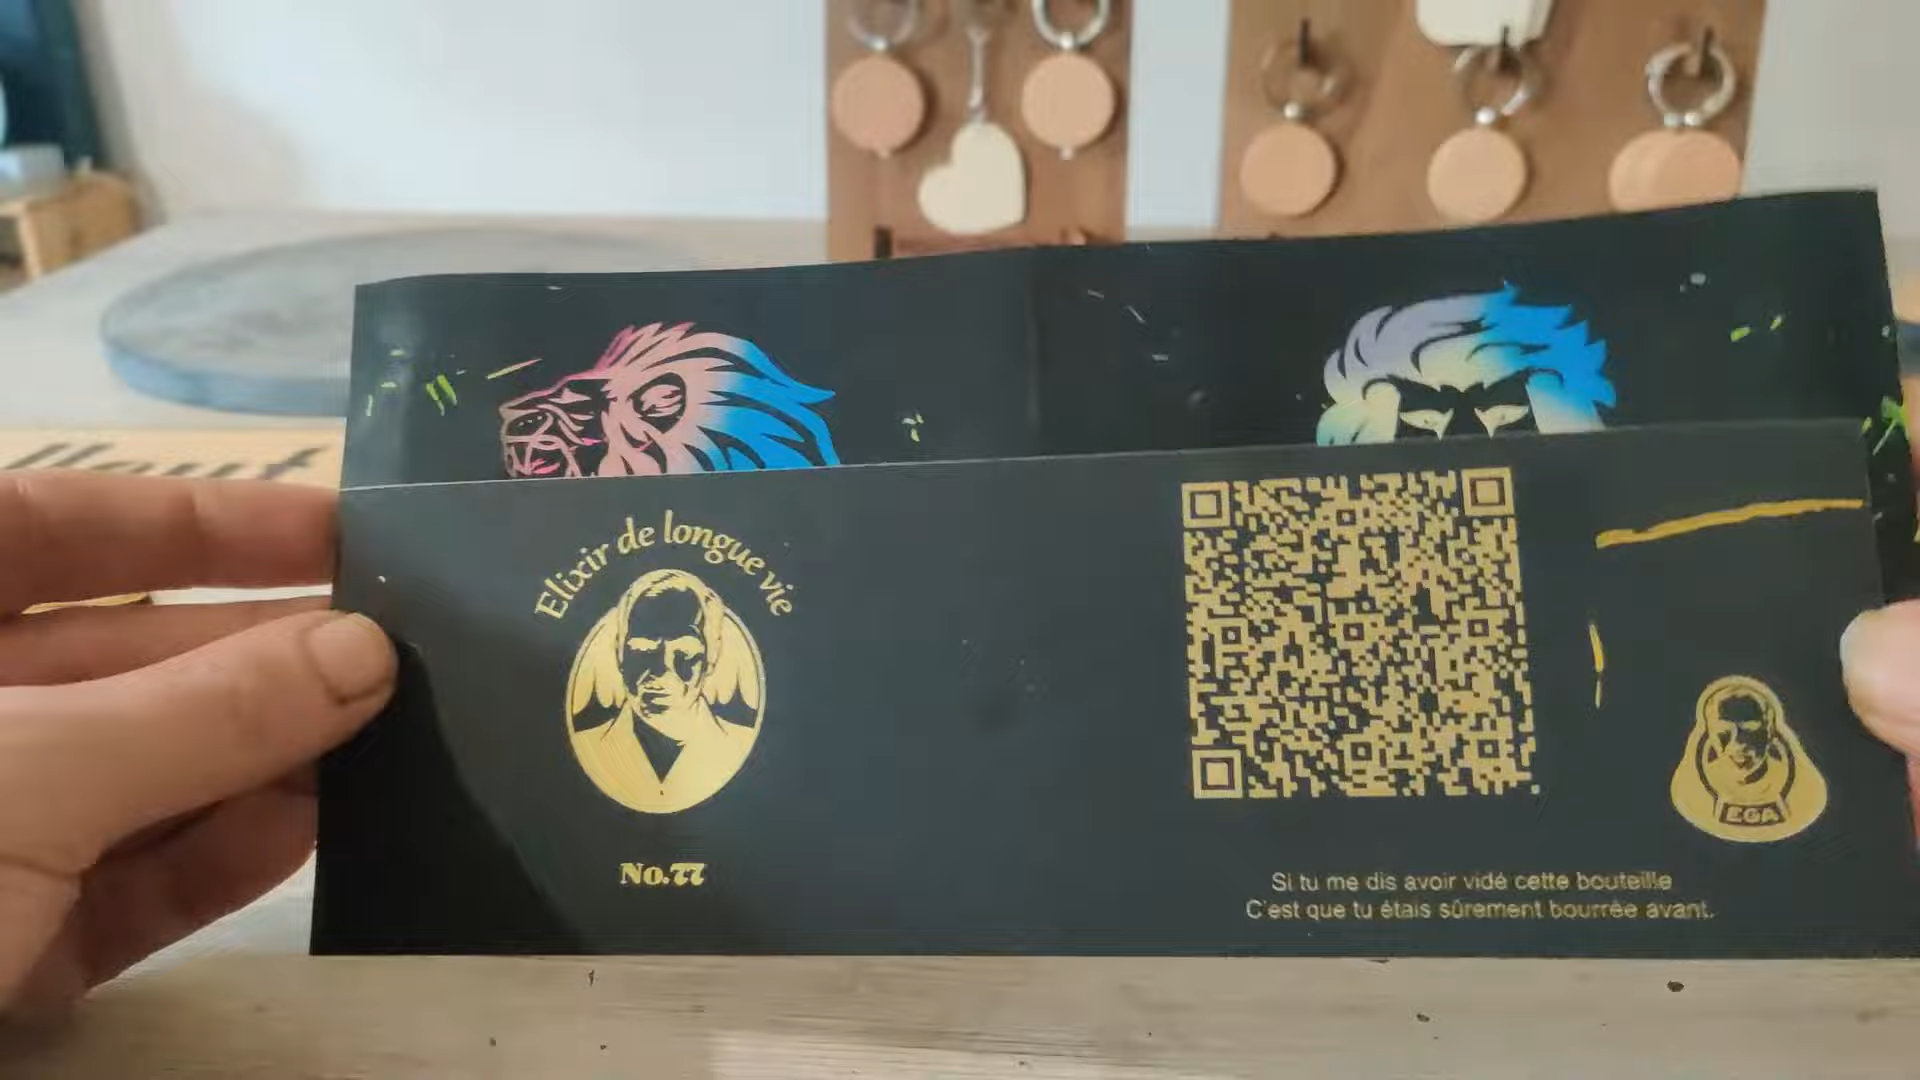 Elixir de longue vie
No.77
EGA
Si tu me dis avoir vidé cette bouteille
C'est que tu étais sûrement bourrée avant.